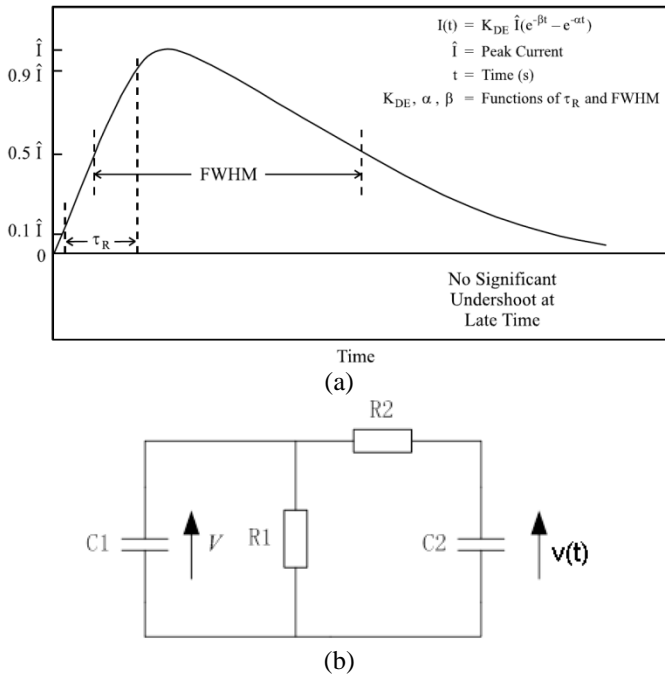 I(t) = K_DE Î(e^-βt – e^-αt)
Î = Peak Current
t = Time (s)
K_DE, α, β = Functions of τ_R and FWHM
Î
0.9 Î
0.5 Î
FWHM
0.1 Î
τ_R
0
No Significant
Undershoot at
Late Time
Time
(a)
R2
C1
V
R1
C2
v(t)
(b)